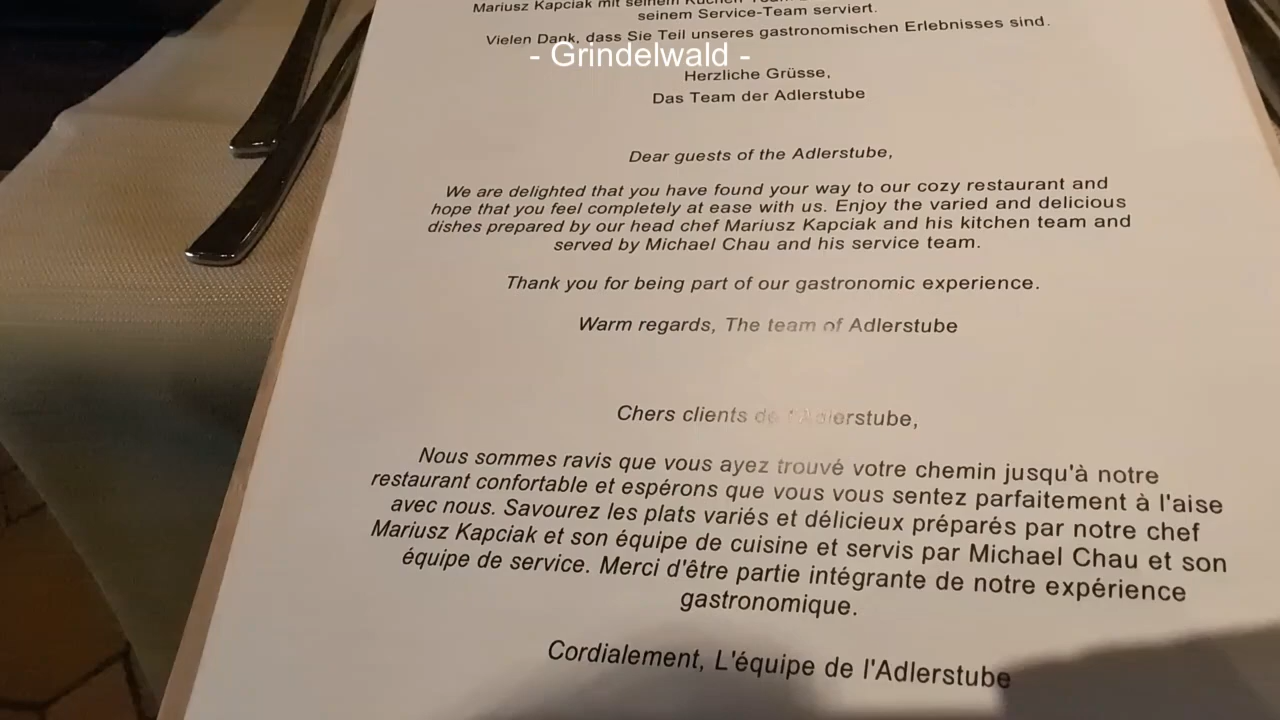 Mariusz Kapciak mit seinem Küchen-Team
seinem Service-Team serviert.
Vielen Dank, dass Sie Teil unseres gastronomischen Erlebnisses sind.
- Grindelwald -
Herzliche Grüsse,
Das Team der Adlerstube
Dear guests of the Adlerstube,
We are delighted that you have found your way to our cozy restaurant and
hope that you feel completely at ease with us. Enjoy the varied and delicious
dishes prepared by our head chef Mariusz Kapciak and his kitchen team and
served by Michael Chau and his service team.
Thank you for being part of our gastronomic experience.
Warm regards, The team of Adlerstube
Chers clients de l'Adlerstube,
Nous sommes ravis que vous ayez trouvé votre chemin jusqu'à notre
restaurant confortable et espérons que vous vous sentez parfaitement à l'aise
avec nous. Savourez les plats variés et délicieux préparés par notre chef
Mariusz Kapciak et son équipe de cuisine et servis par Michael Chau et son
équipe de service. Merci d'être partie intégrante de notre expérience
gastronomique.
Cordialement, L'équipe de l'Adlerstube